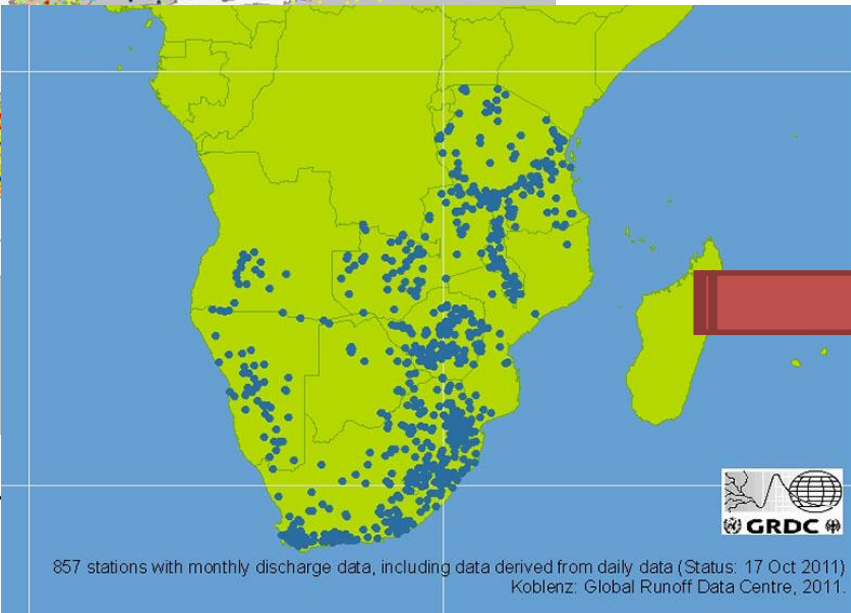 GRDC
857 stations with monthly discharge data, including data derived from daily data (Status: 17 Oct 2011)
Koblenz: Global Runoff Data Centre, 2011.